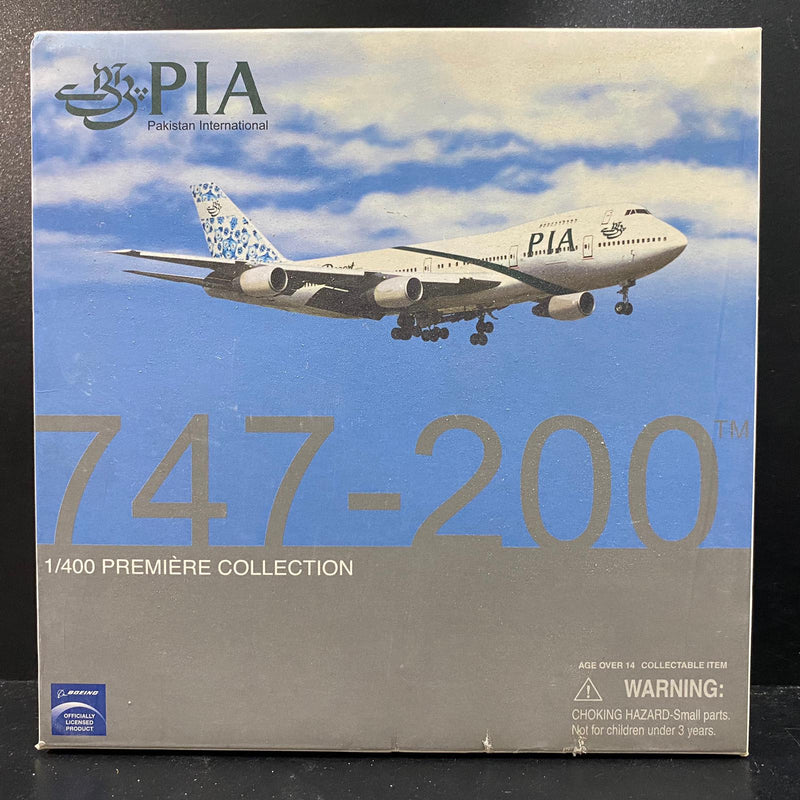 PIA
Pakistan International
PIA
747-200™
1/400 PREMIÈRE COLLECTION
AGE OVER 14 COLLECTABLE ITEM
WARNING:
CHOKING HAZARD-Small parts.
Not for children under 3 years.
BOEING
OFFICIALLY
LICENSED
PRODUCT